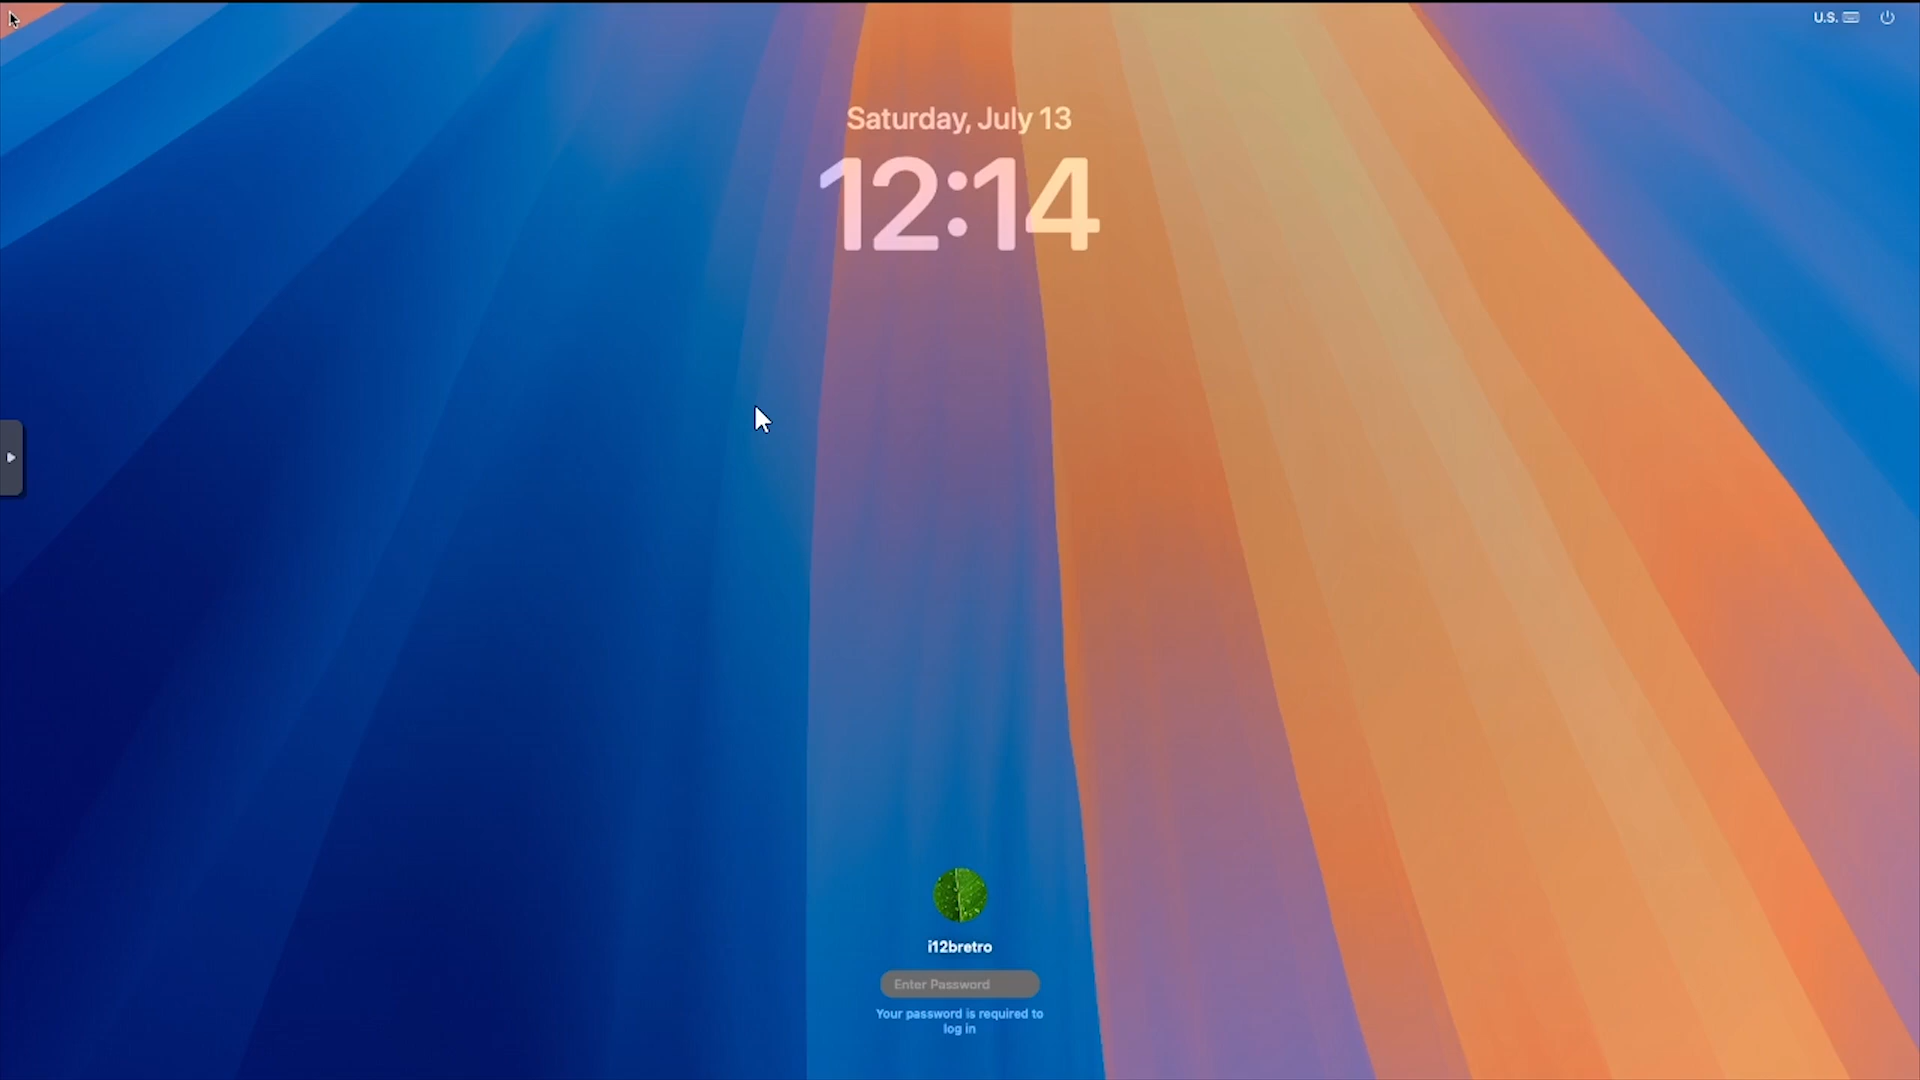 U.S.
Saturday, July 13
12:14
i12bretro
Enter Password
Your password is required to
log in